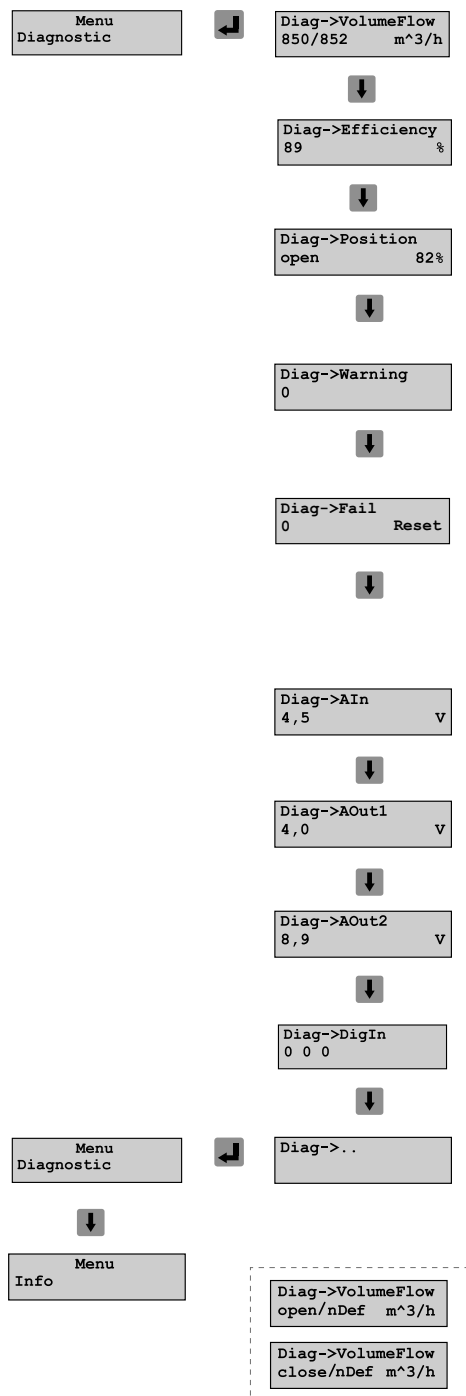 Menu
Diagnostic
Diag->VolumeFlow
850/852 m^3/h
Diag->Efficiency
89 %
Diag->Position
open 82%
Diag->Warning
0
Diag->Fail
0 Reset
Diag->AIn
4,5 V
Diag->AOut1
4,0 V
Diag->AOut2
8,9 V
Diag->DigIn
0 0 0
Menu
Diagnostic
Diag->..
Menu
Info
Diag->VolumeFlow
open/nDef m^3/h
Diag->VolumeFlow
close/nDef m^3/h